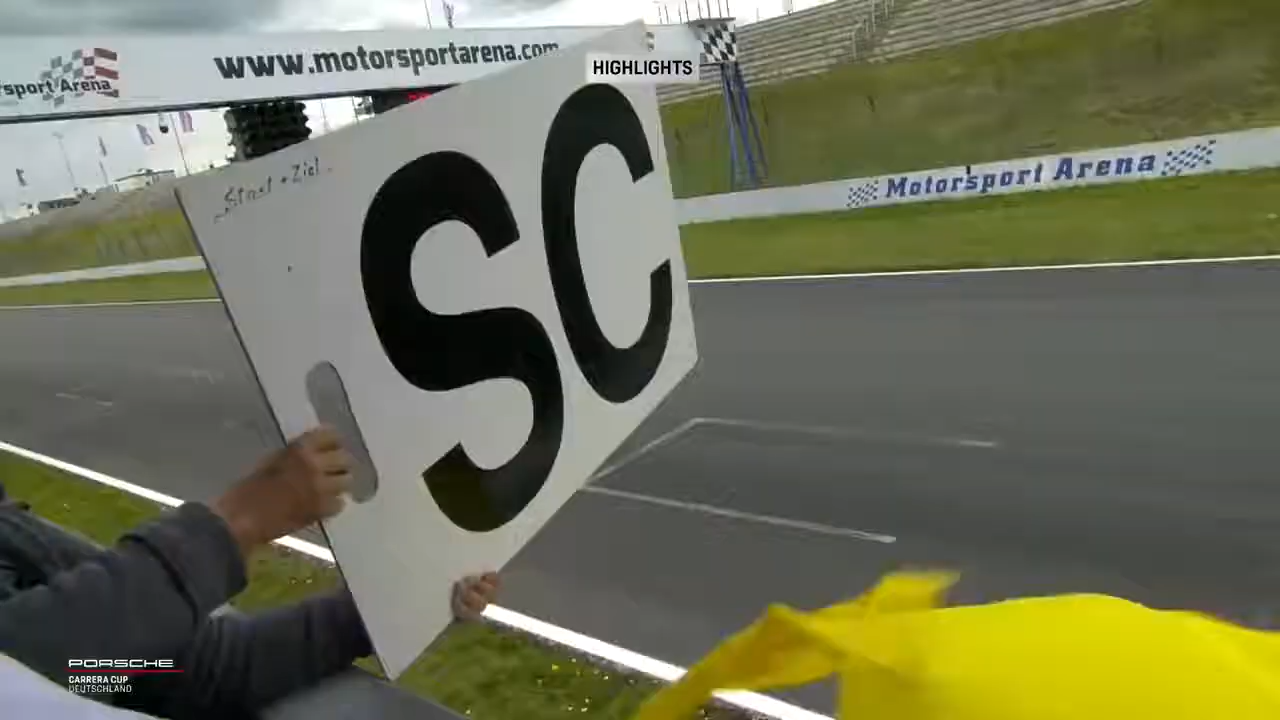 www.motorsportarena.com
sport Arena
HIGHLIGHTS
Start + Ziel
SC
Motorsport Arena
PORSCHE
CARRERA CUP
DEUTSCHLAND